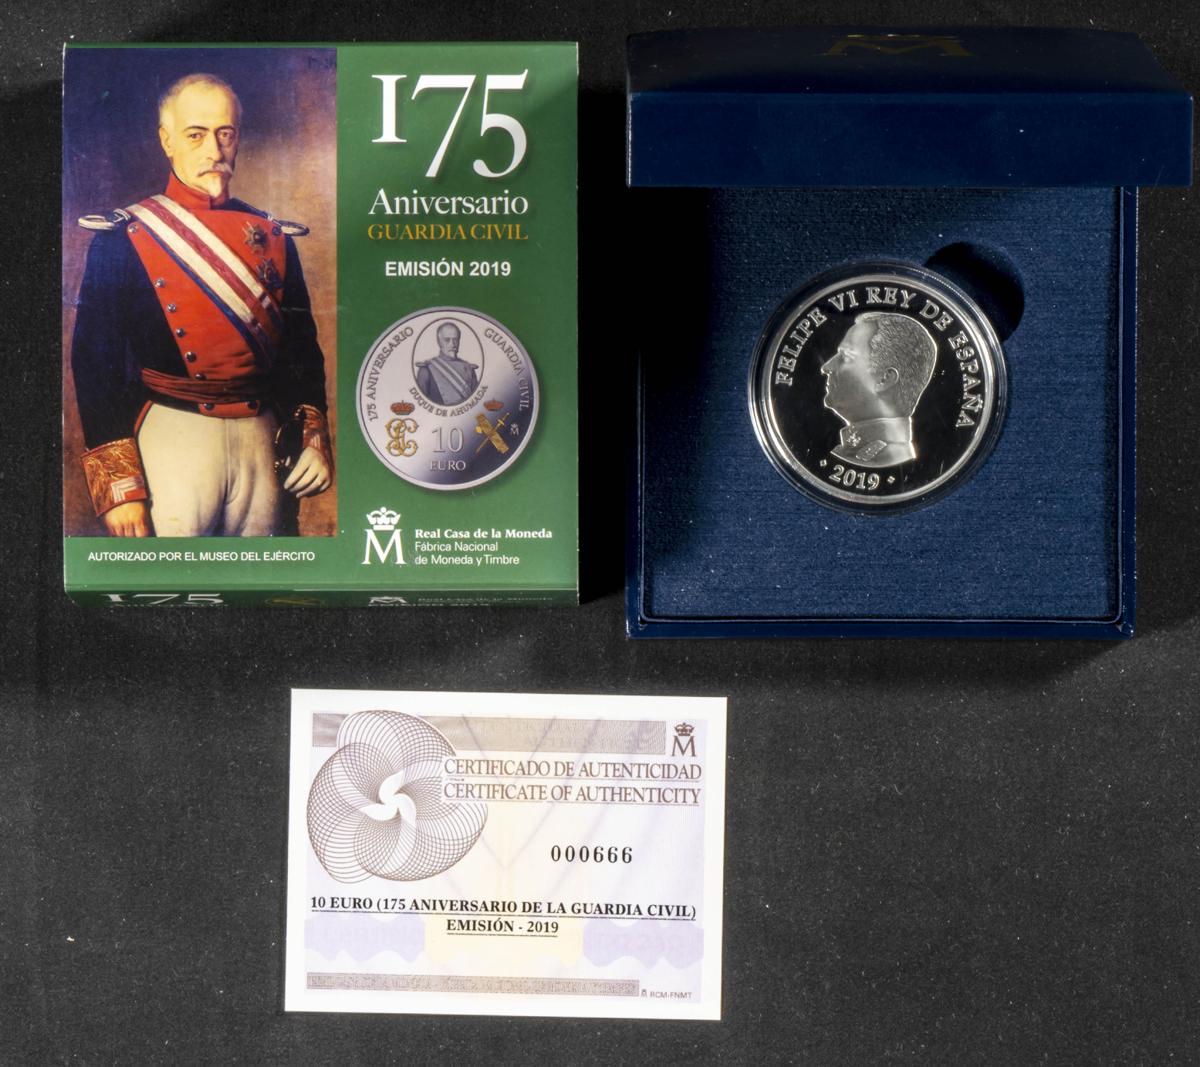 175
Aniversario
GUARDIA CIVIL
EMISIÓN 2019
175 ANIVERSARIO GUARDIA CIVIL
DUQUE DE AHUMADA
10
EURO
M
Real Casa de la Moneda
Fábrica Nacional
de Moneda y Timbre
AUTORIZADO POR EL MUSEO DEL EJÉRCITO
175
M
FELIPE VI REY DE ESPAÑA
2019
M
CERTIFICADO DE AUTENTICIDAD
CERTIFICATE OF AUTHENTICITY
000666
10 EURO (175 ANIVERSARIO DE LA GUARDIA CIVIL)
EMISIÓN - 2019
RCM-FNMT